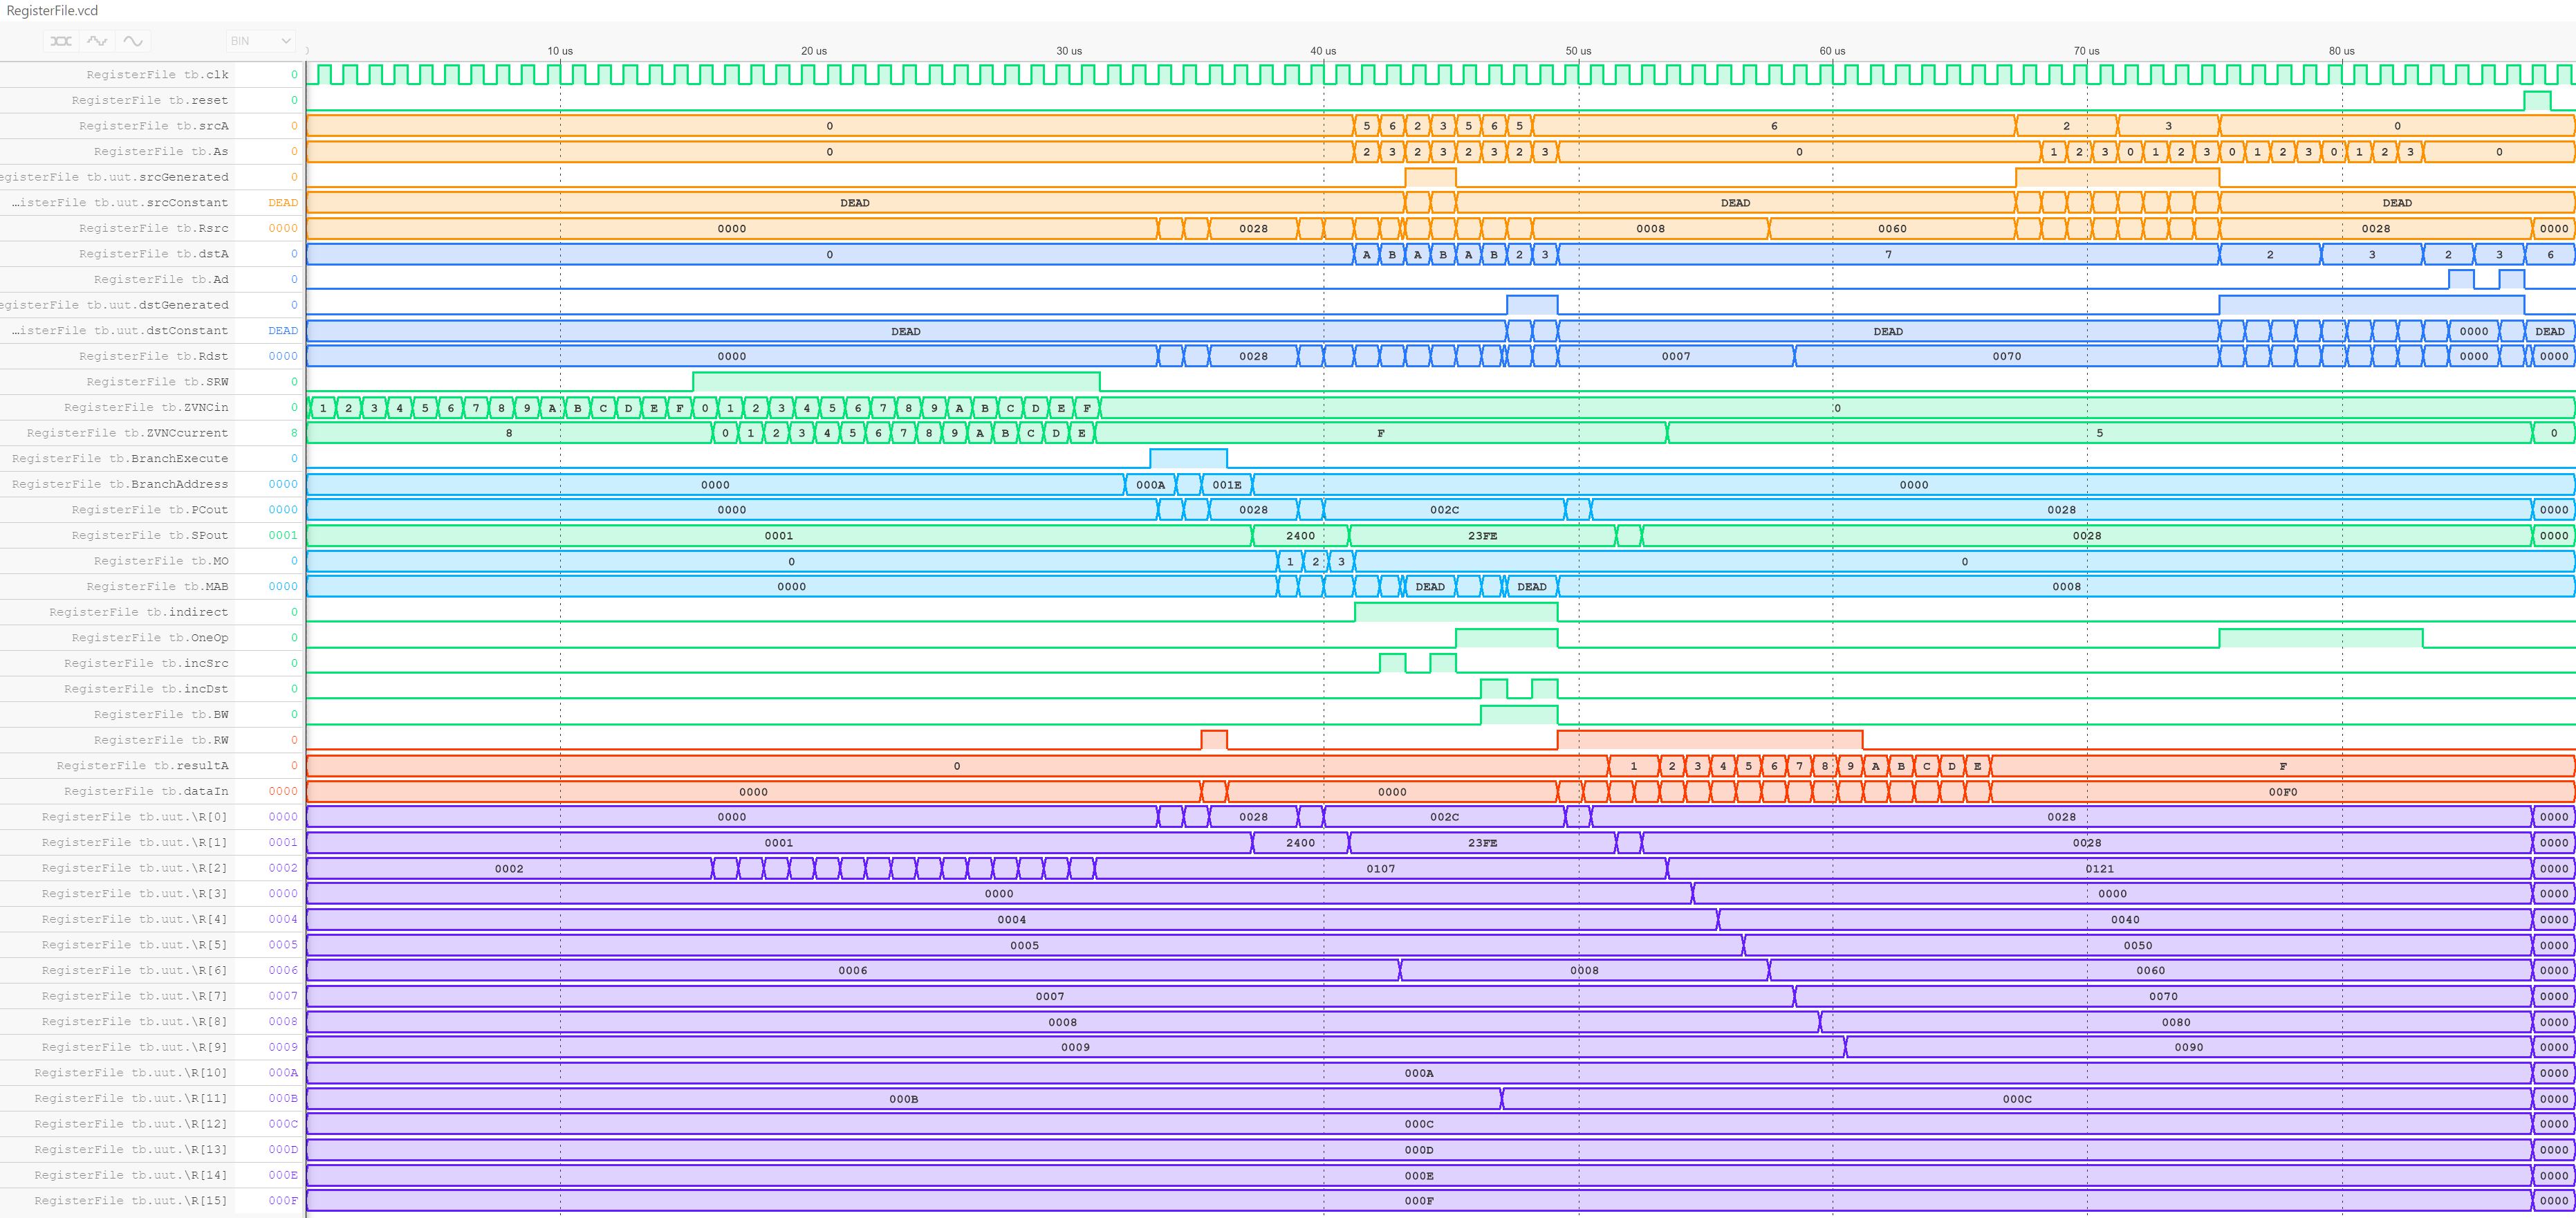 RegisterFile.vcd
BIN
0 10 us 20 us 30 us 40 us 50 us 60 us 70 us 80 us
RegisterFile tb.clk 0
RegisterFile tb.reset 0
RegisterFile tb.srcA 0 0 5 6 2 3 5 6 5 6 2 3 0
RegisterFile tb.As 0 0 2 3 2 3 2 3 2 3 0 1 2 3 0 1 2 3 0 1 2 3 0 1 2 3 0
egisterFile tb.uut.srcGenerated 0
…isterFile tb.uut.srcConstant DEAD DEAD DEAD DEAD
RegisterFile tb.Rsrc 0000 0000 0028 0008 0060 0028 0000
RegisterFile tb.dstA 0 0 A B A B A B 2 3 7 2 3 2 3 6
RegisterFile tb.Ad 0
egisterFile tb.uut.dstGenerated 0
…isterFile tb.uut.dstConstant DEAD DEAD DEAD 0000 DEAD
RegisterFile tb.Rdst 0000 0000 0028 0007 0070 0000 0000
RegisterFile tb.SRW 0
RegisterFile tb.ZVNCin 0 1 2 3 4 5 6 7 8 9 A B C D E F 0 1 2 3 4 5 6 7 8 9 A B C D E F 0
RegisterFile tb.ZVNCcurrent 8 8 0 1 2 3 4 5 6 7 8 9 A B C D E F 5 0
RegisterFile tb.BranchExecute 0
RegisterFile tb.BranchAddress 0000 0000 000A 001E 0000
RegisterFile tb.PCout 0000 0000 0028 002C 0028 0000
RegisterFile tb.SPout 0001 0001 2400 23FE 0028 0000
RegisterFile tb.MO 0 0 1 2 3 0
RegisterFile tb.MAB 0000 0000 DEAD DEAD 0008
RegisterFile tb.indirect 0
RegisterFile tb.OneOp 0
RegisterFile tb.incSrc 0
RegisterFile tb.incDst 0
RegisterFile tb.BW 0
RegisterFile tb.RW 0
RegisterFile tb.resultA 0 0 1 2 3 4 5 6 7 8 9 A B C D E F
RegisterFile tb.dataIn 0000 0000 0000 00F0
RegisterFile tb.uut.\R[0] 0000 0000 0028 002C 0028 0000
RegisterFile tb.uut.\R[1] 0001 0001 2400 23FE 0028 0000
RegisterFile tb.uut.\R[2] 0002 0002 0107 0121 0000
RegisterFile tb.uut.\R[3] 0000 0000 0000 0000
RegisterFile tb.uut.\R[4] 0004 0004 0040 0000
RegisterFile tb.uut.\R[5] 0005 0005 0050 0000
RegisterFile tb.uut.\R[6] 0006 0006 0008 0060 0000
RegisterFile tb.uut.\R[7] 0007 0007 0070 0000
RegisterFile tb.uut.\R[8] 0008 0008 0080 0000
RegisterFile tb.uut.\R[9] 0009 0009 0090 0000
RegisterFile tb.uut.\R[10] 000A 000A 0000
RegisterFile tb.uut.\R[11] 000B 000B 000C 0000
RegisterFile tb.uut.\R[12] 000C 000C 0000
RegisterFile tb.uut.\R[13] 000D 000D 0000
RegisterFile tb.uut.\R[14] 000E 000E 0000
RegisterFile tb.uut.\R[15] 000F 000F 0000